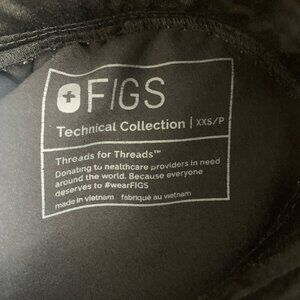 FIGS
Technical Collection | XXS/P
Threads for Threads™
Donating to healthcare providers in need
around the world. Because everyone
deserves to #wearFIGS
made in vietnam fabriqué au vietnam